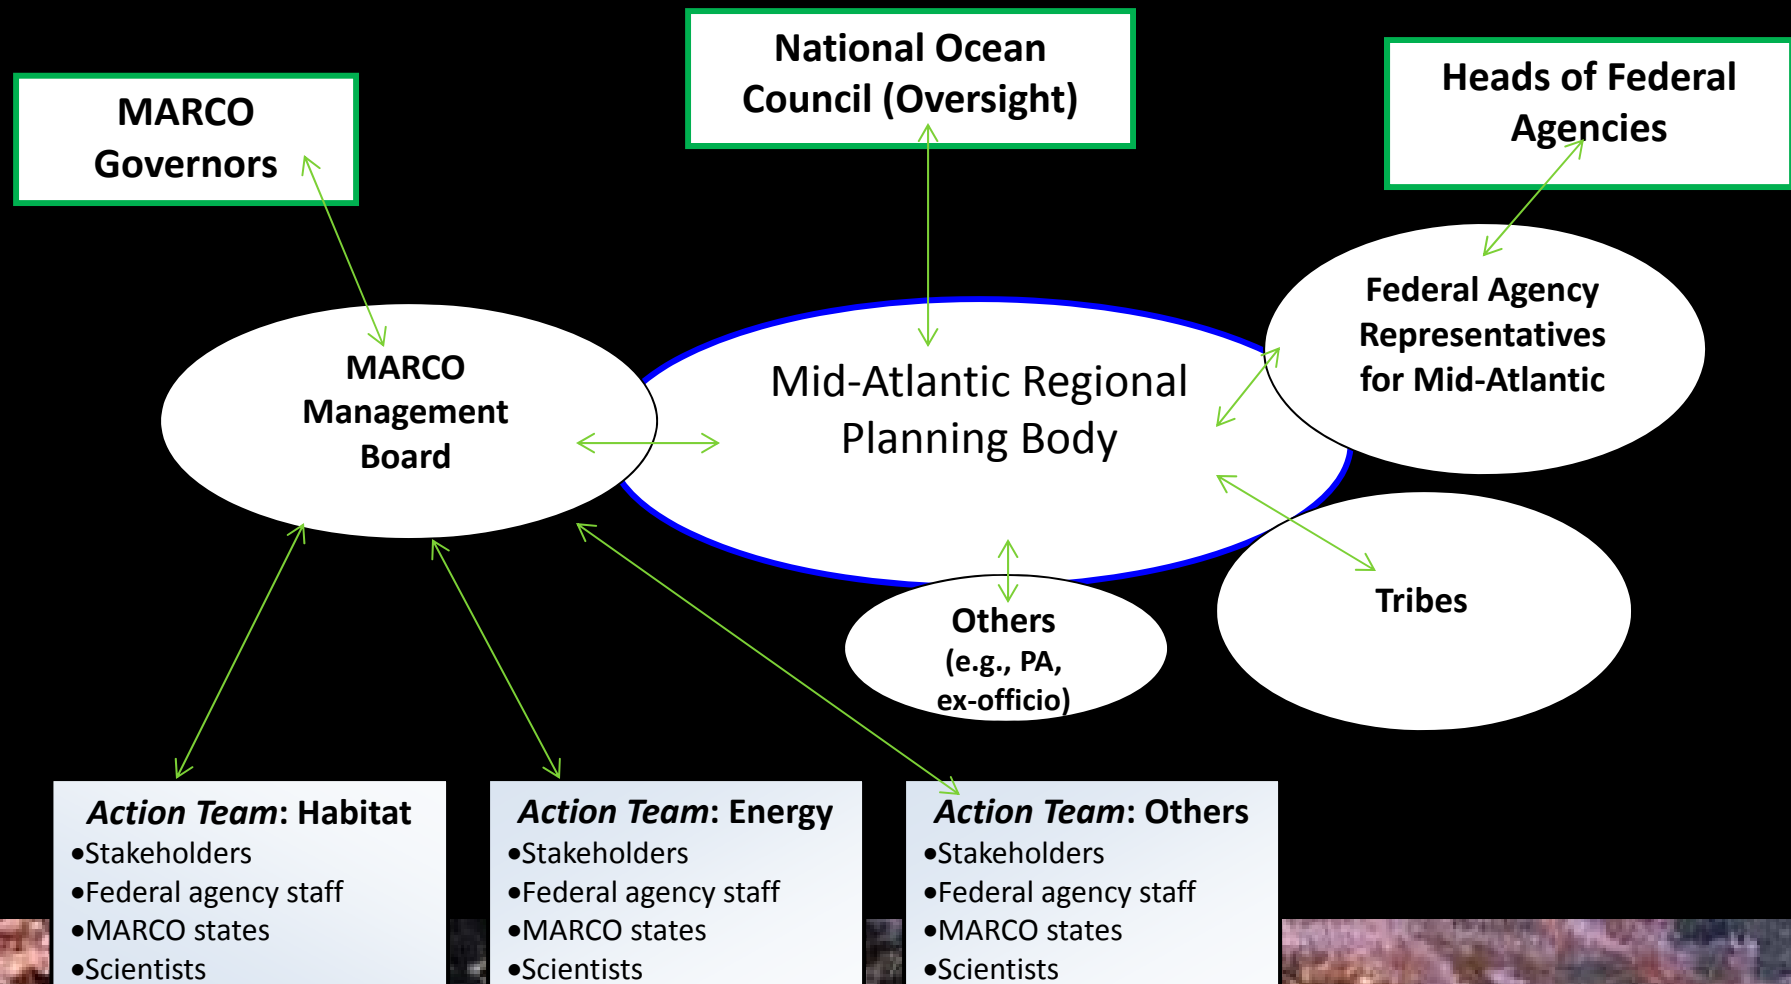 National Ocean
Council (Oversight)
Heads of Federal
Agencies
MARCO
Governors
Federal Agency
Representatives
for Mid-Atlantic
MARCO
Management
Board
Mid-Atlantic Regional
Planning Body
Tribes
Others
(e.g., PA,
ex-officio)
Action Team: Habitat
•Stakeholders
•Federal agency staff
•MARCO states
•Scientists
Action Team: Energy
•Stakeholders
•Federal agency staff
•MARCO states
•Scientists
Action Team: Others
•Stakeholders
•Federal agency staff
•MARCO states
•Scientists